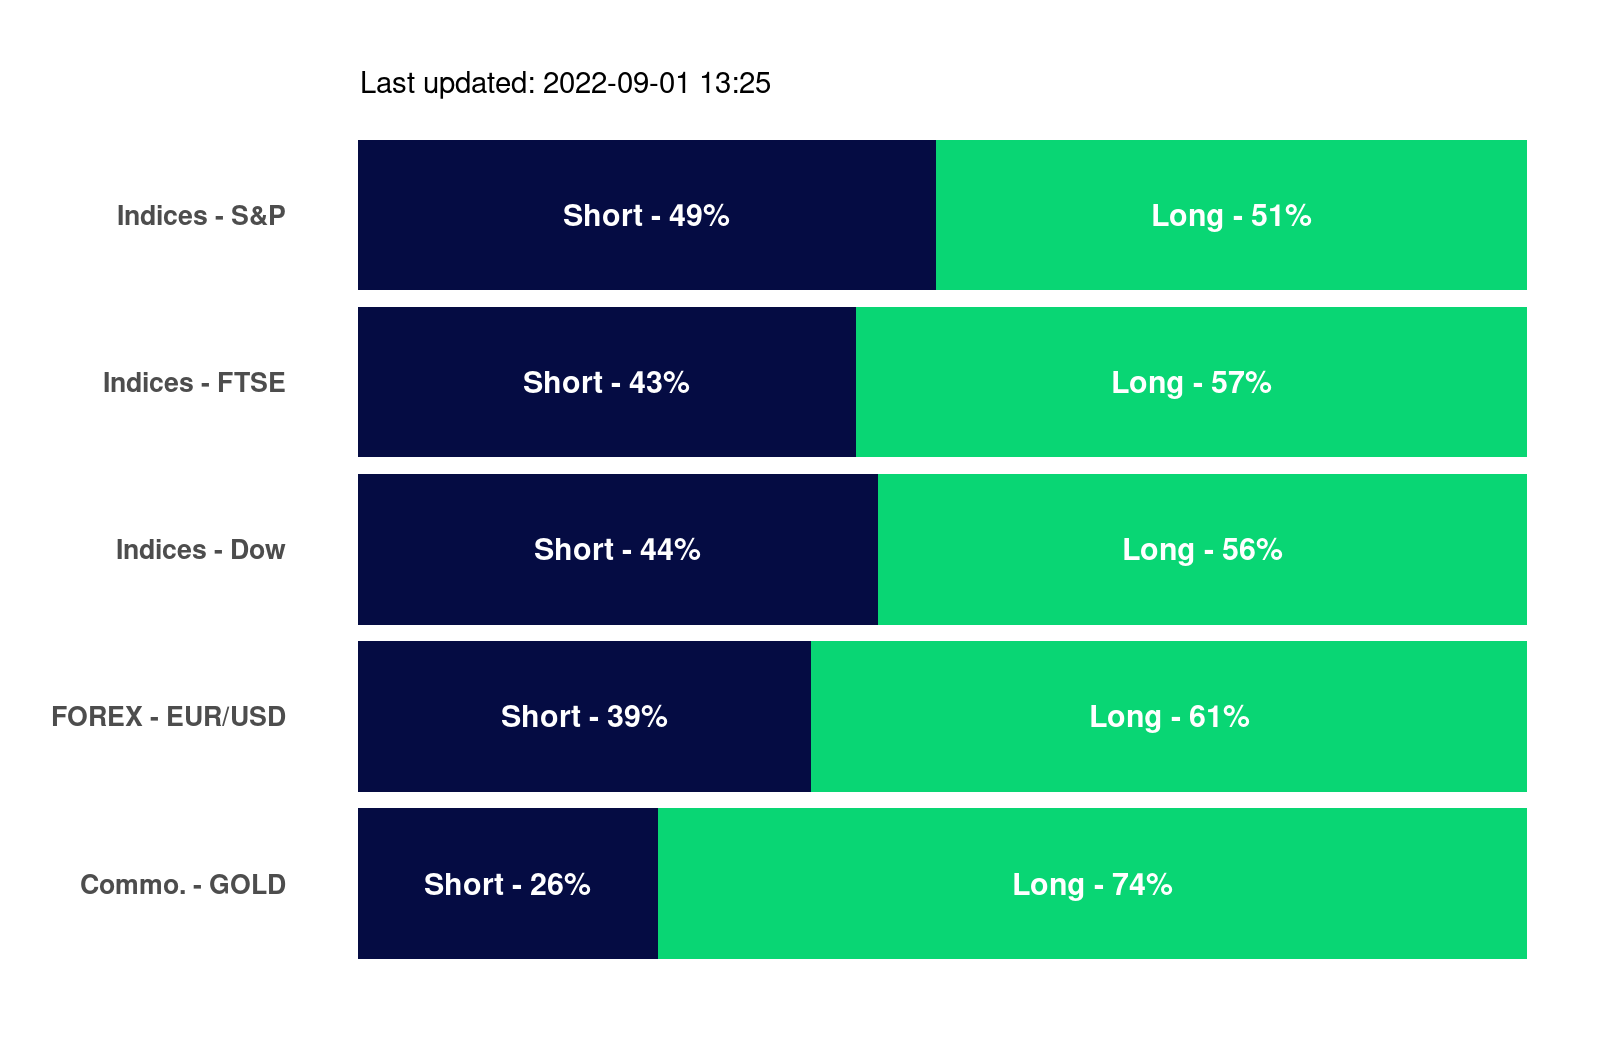 Last updated: 2022-09-01 13:25
Indices - S&P Short - 49% Long - 51%
Indices - FTSE Short - 43% Long - 57%
Indices - Dow Short - 44% Long - 56%
FOREX - EUR/USD Short - 39% Long - 61%
Commo. - GOLD Short - 26% Long - 74%